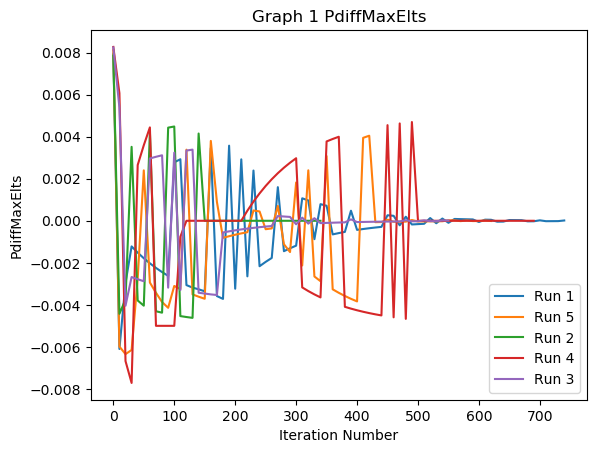 Graph 1 PdiffMaxElts
PdiffMaxElts
0.008
0.006
0.004
0.002
0.000
−0.002
−0.004
−0.006
−0.008
0 100 200 300 400 500 600 700
Iteration Number
Run 1
Run 5
Run 2
Run 4
Run 3